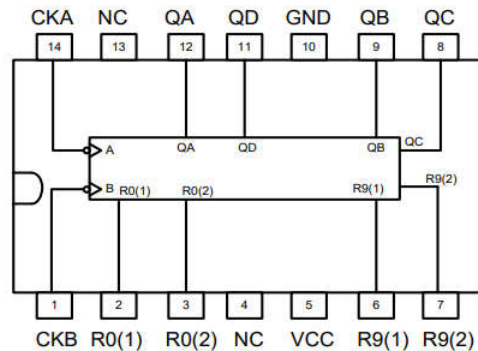 CKA NC QA QD GND QB QC
14 13 12 11 10 9 8
A QA QD QB QC
B R0(1) R0(2) R9(1) R9(2)
1 2 3 4 5 6 7
CKB R0(1) R0(2) NC VCC R9(1) R9(2)